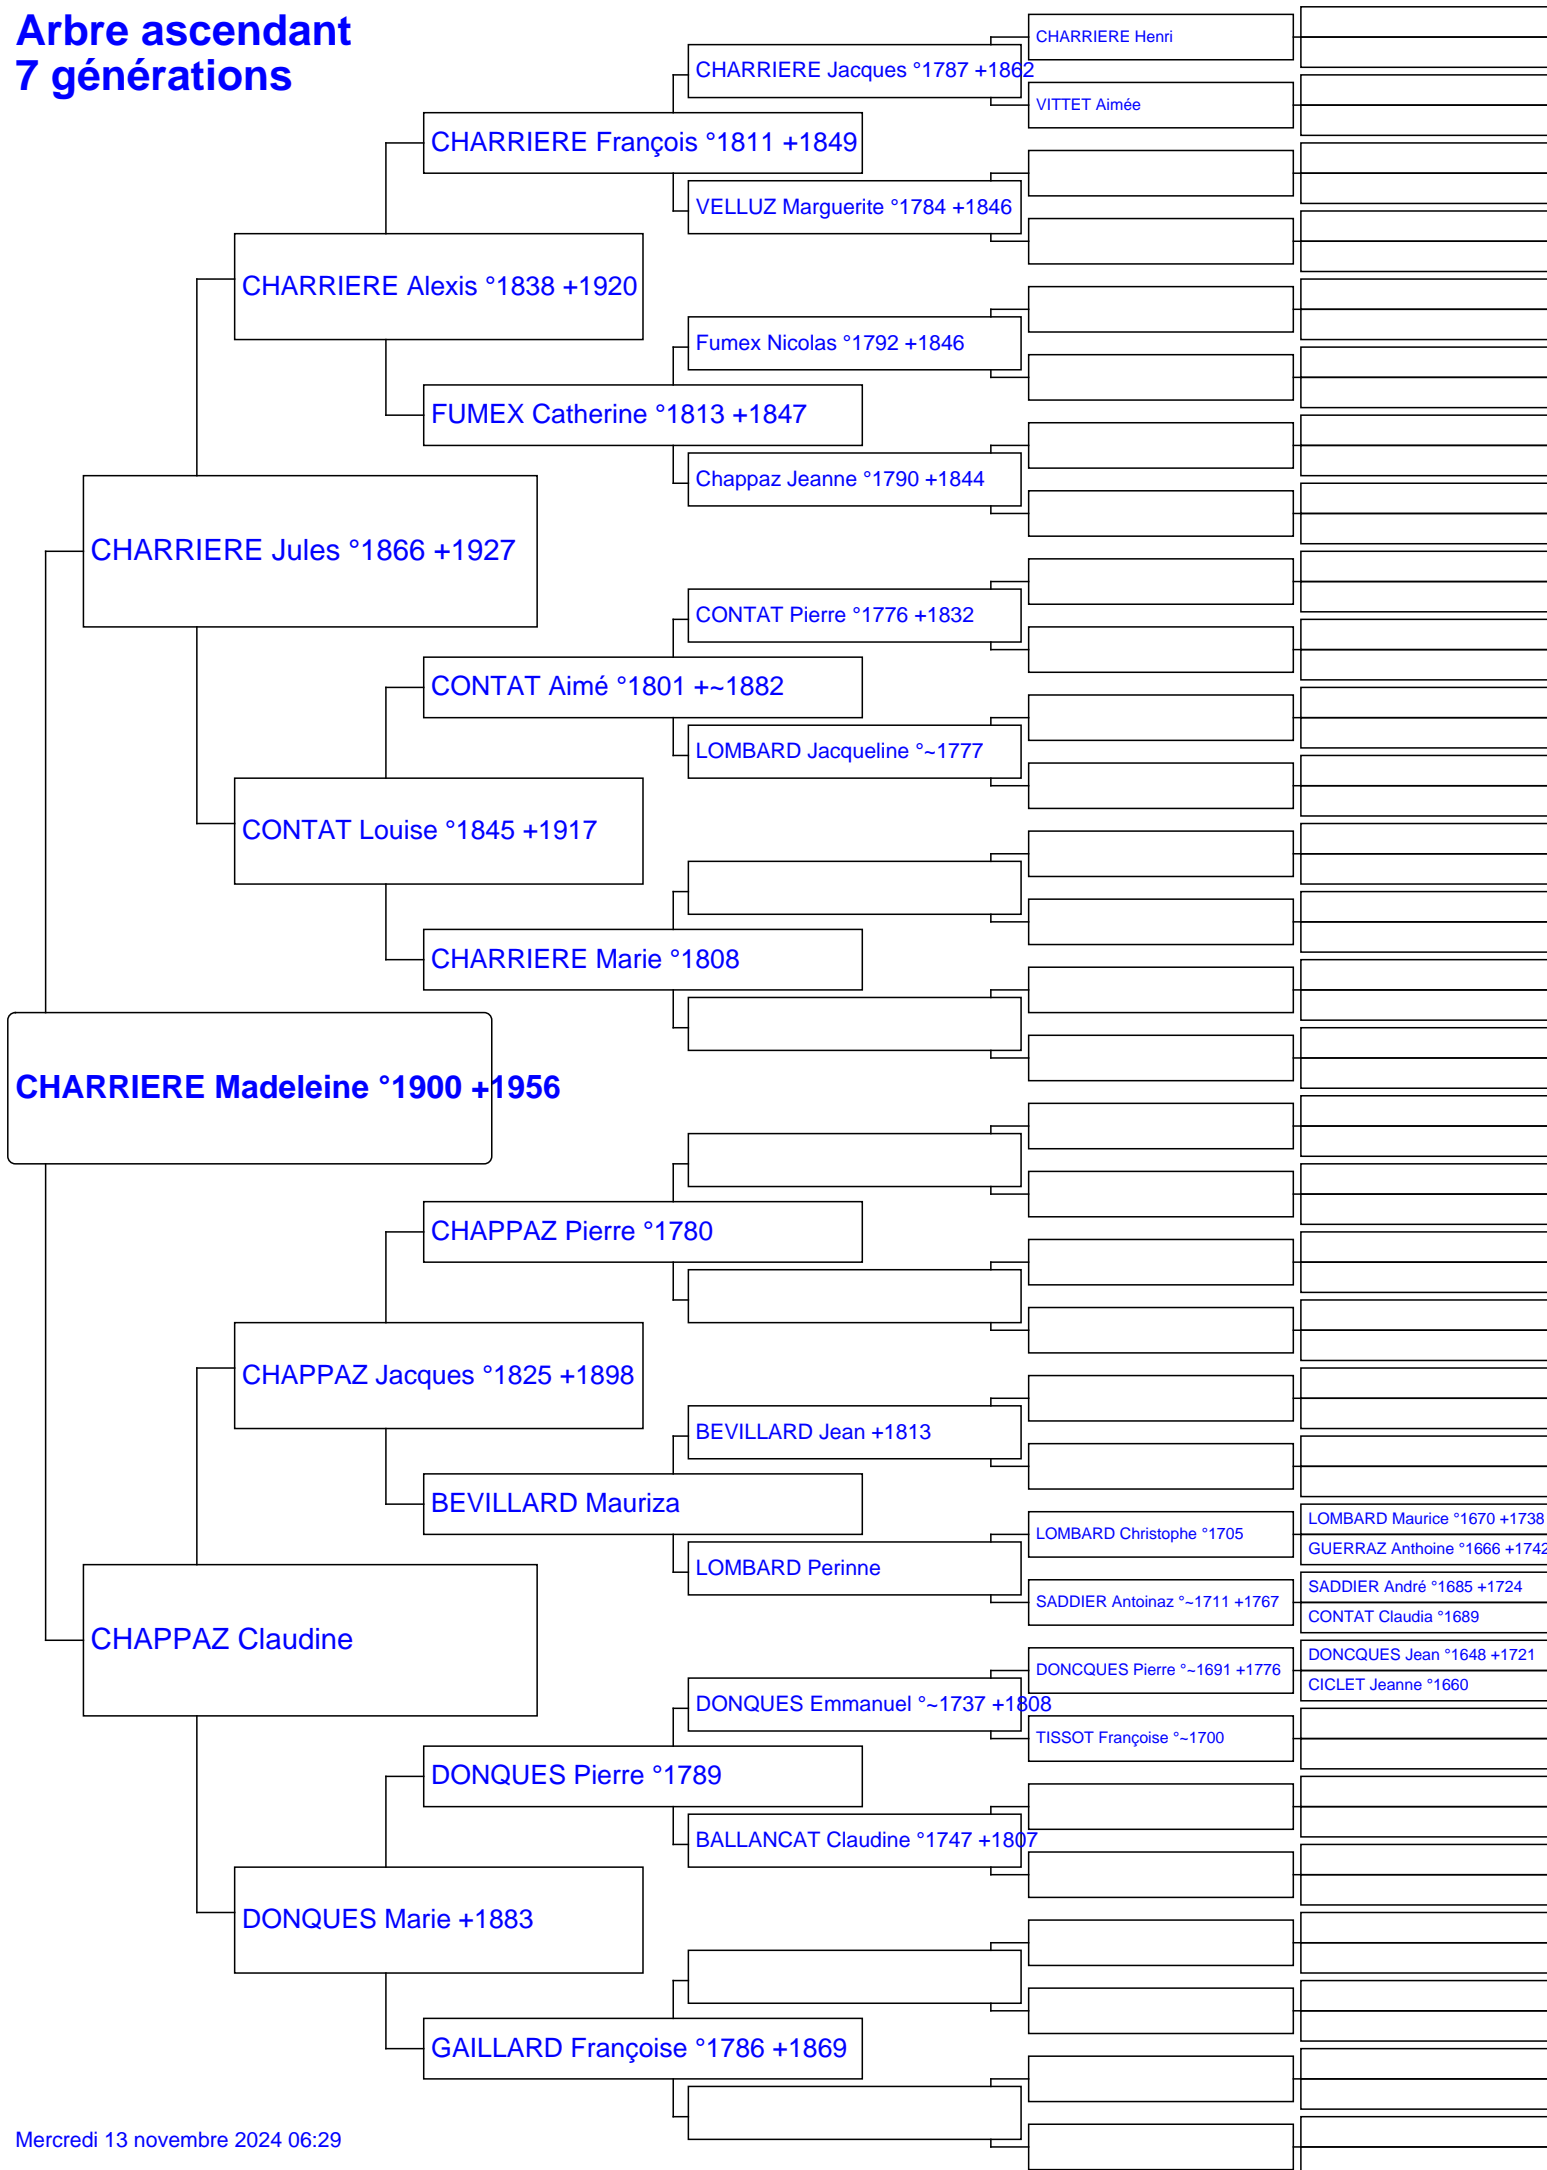 Arbre ascendant
7 générations
CHARRIERE Henri
CHARRIERE Jacques °1787 +1862
VITTET Aimée
CHARRIERE François °1811 +1849
VELLUZ Marguerite °1784 +1846
CHARRIERE Alexis °1838 +1920
Fumex Nicolas °1792 +1846
FUMEX Catherine °1813 +1847
Chappaz Jeanne °1790 +1844
CHARRIERE Jules °1866 +1927
CONTAT Pierre °1776 +1832
CONTAT Aimé °1801 +~1882
LOMBARD Jacqueline °~1777
CONTAT Louise °1845 +1917
CHARRIERE Marie °1808
CHARRIERE Madeleine °1900 +1956
CHAPPAZ Pierre °1780
CHAPPAZ Jacques °1825 +1898
BEVILLARD Jean +1813
BEVILLARD Mauriza
LOMBARD Maurice °1670 +1738
LOMBARD Christophe °1705
GUERRAZ Anthoine °1666 +1742
LOMBARD Perinne
SADDIER André °1685 +1724
SADDIER Antoinaz °~1711 +1767
CONTAT Claudia °1689
CHAPPAZ Claudine
DONCQUES Jean °1648 +1721
DONCQUES Pierre °~1691 +1776
CICLET Jeanne °1660
DONQUES Emmanuel °~1737 +1808
TISSOT Françoise °~1700
DONQUES Pierre °1789
BALLANCAT Claudine °1747 +1807
DONQUES Marie +1883
GAILLARD Françoise °1786 +1869
Mercredi 13 novembre 2024 06:29